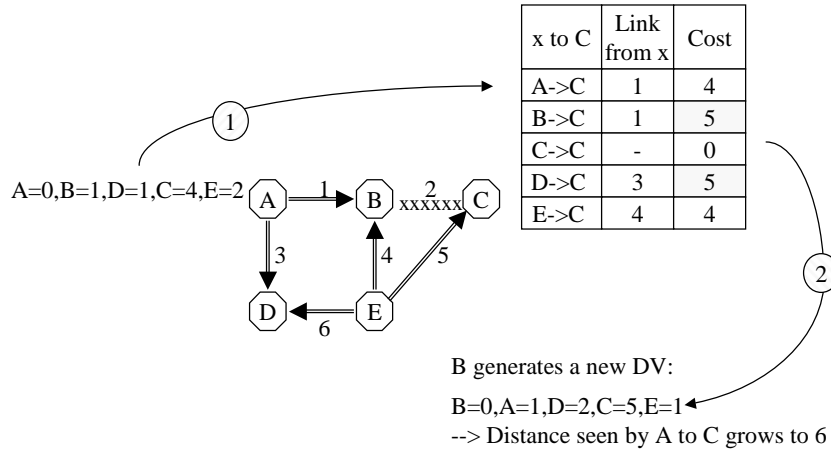 x to C Link from x Cost
A->C 1 4
B->C 1 5
C->C - 0
D->C 3 5
E->C 4 4
1
A=0,B=1,D=1,C=4,E=2
A 1 B 2 C
xxxxxx
3 4 5
D 6 E
2
B generates a new DV:
B=0,A=1,D=2,C=5,E=1
--> Distance seen by A to C grows to 6